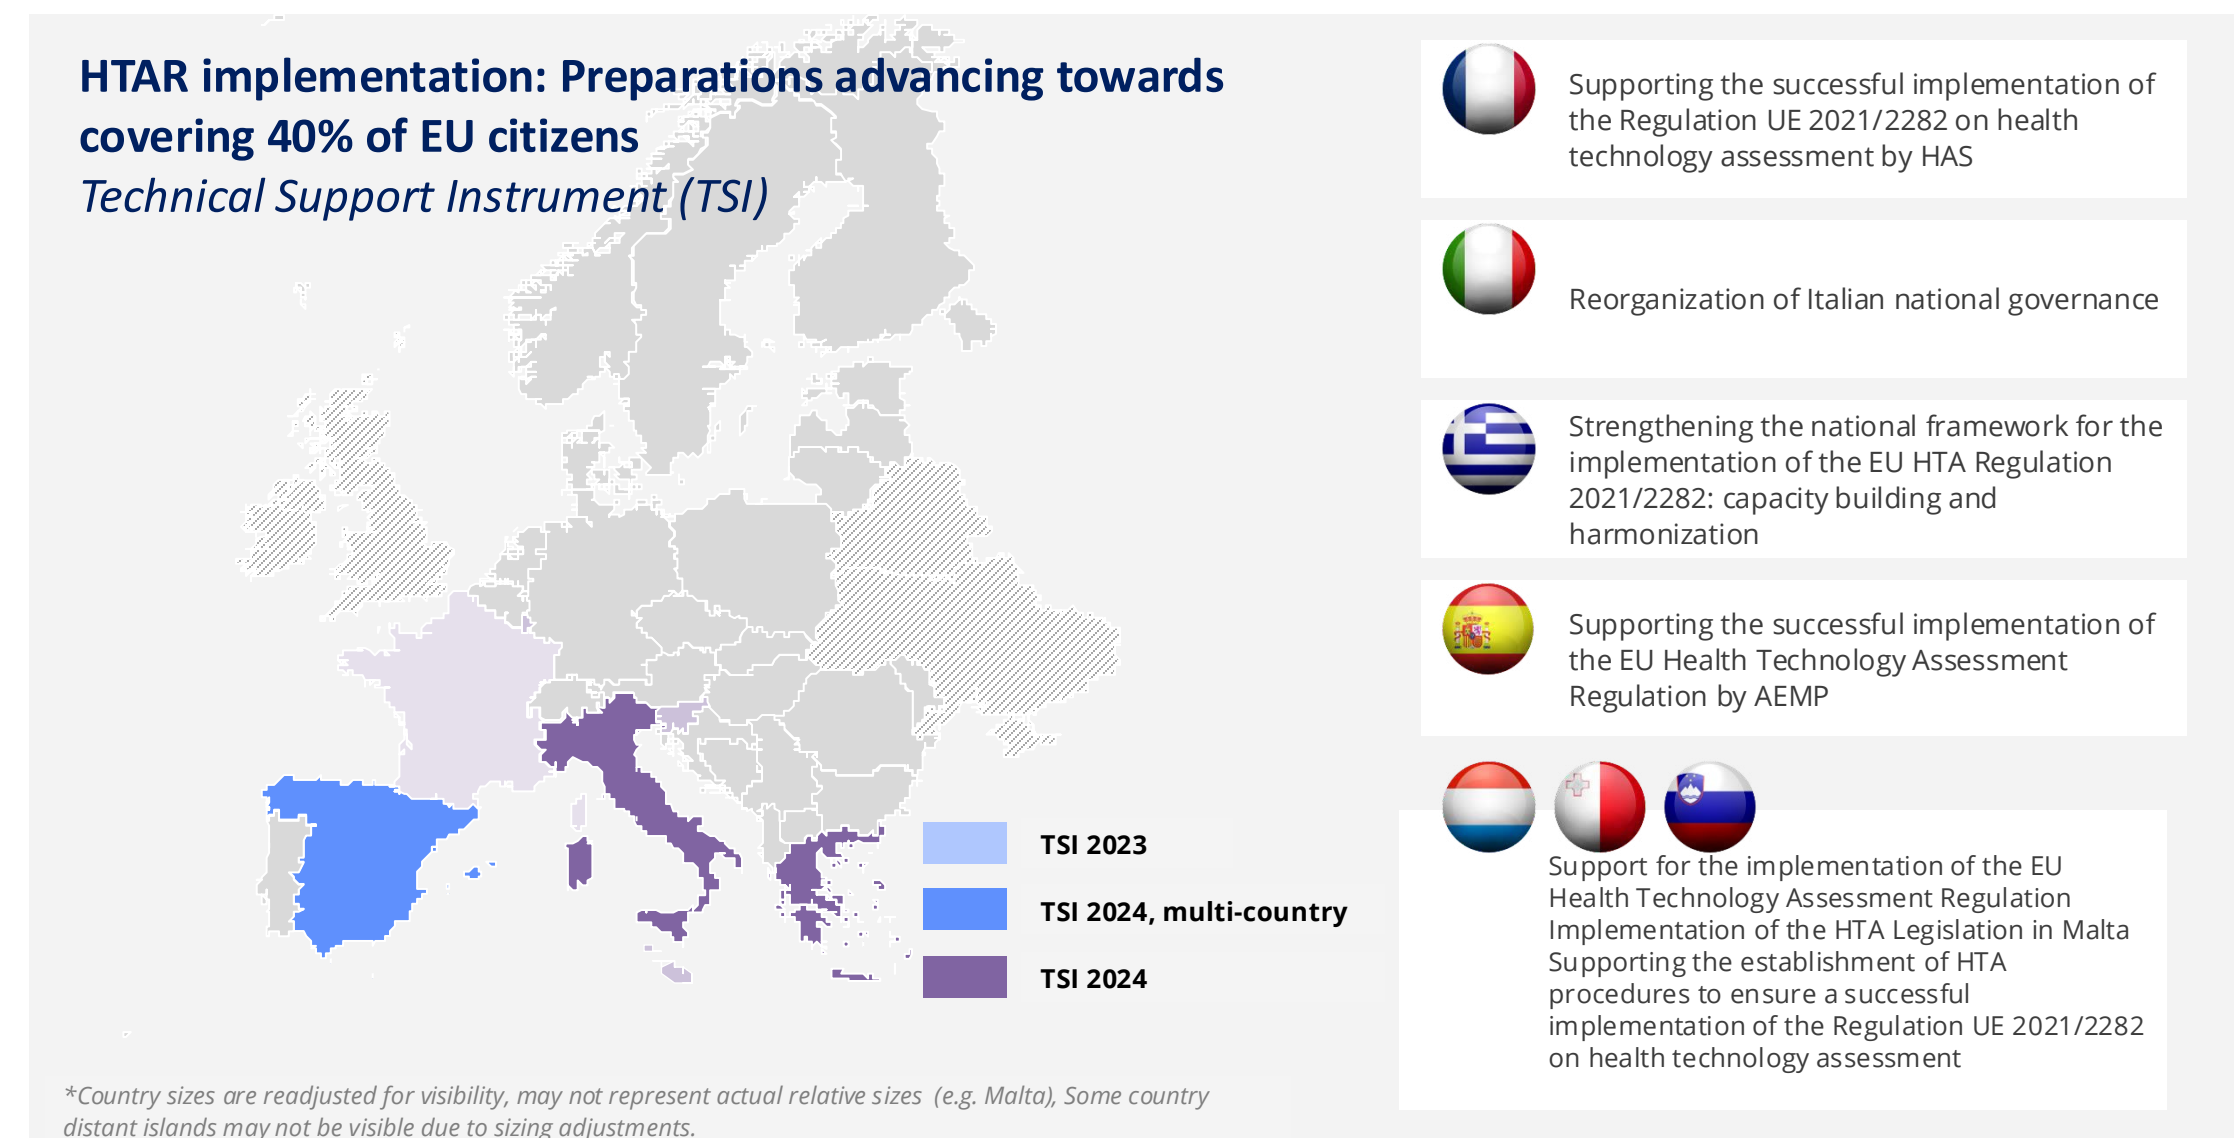 HTAR implementation: Preparations advancing towards
covering 40% of EU citizens
Technical Support Instrument (TSI)
Supporting the successful implementation of
the Regulation UE 2021/2282 on health
technology assessment by HAS
Reorganization of Italian national governance
Strengthening the national framework for the
implementation of the EU HTA Regulation
2021/2282: capacity building and
harmonization
Supporting the successful implementation of
the EU Health Technology Assessment
Regulation by AEMP
Support for the implementation of the EU
Health Technology Assessment Regulation
Implementation of the HTA Legislation in Malta
Supporting the establishment of HTA
procedures to ensure a successful
implementation of the Regulation UE 2021/2282
on health technology assessment
TSI 2023
TSI 2024, multi-country
TSI 2024
*Country sizes are readjusted for visibility, may not represent actual relative sizes (e.g. Malta), Some country
distant islands may not be visible due to sizing adjustments.